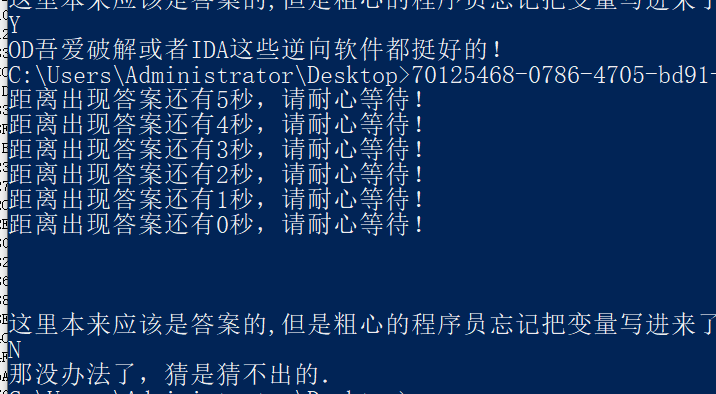 这里本来应该是答案的,但是粗心的程序员忘记把变量写进来了
Y
OD吾爱破解或者IDA这些逆向软件都挺好的!
C:\Users\Administrator\Desktop>70125468-0786-4705-bd91-
距离出现答案还有5秒，请耐心等待!
距离出现答案还有4秒，请耐心等待!
距离出现答案还有3秒，请耐心等待!
距离出现答案还有2秒，请耐心等待!
距离出现答案还有1秒，请耐心等待!
距离出现答案还有0秒，请耐心等待!
这里本来应该是答案的,但是粗心的程序员忘记把变量写进来了
N
那没办法了，猜是猜不出的.
C:\Users\Administrator\Desktop>